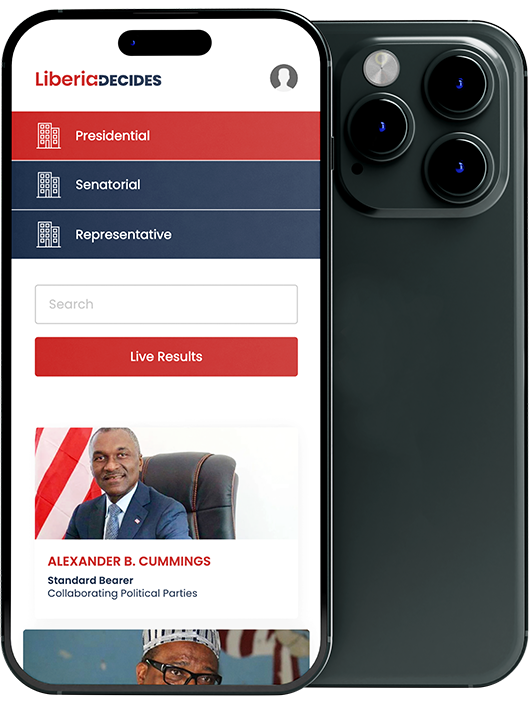 LiberiaDECIDES
Presidential
Senatorial
Representative
Search
Live Results
ALEXANDER B. CUMMINGS
Standard Bearer
Collaborating Political Parties